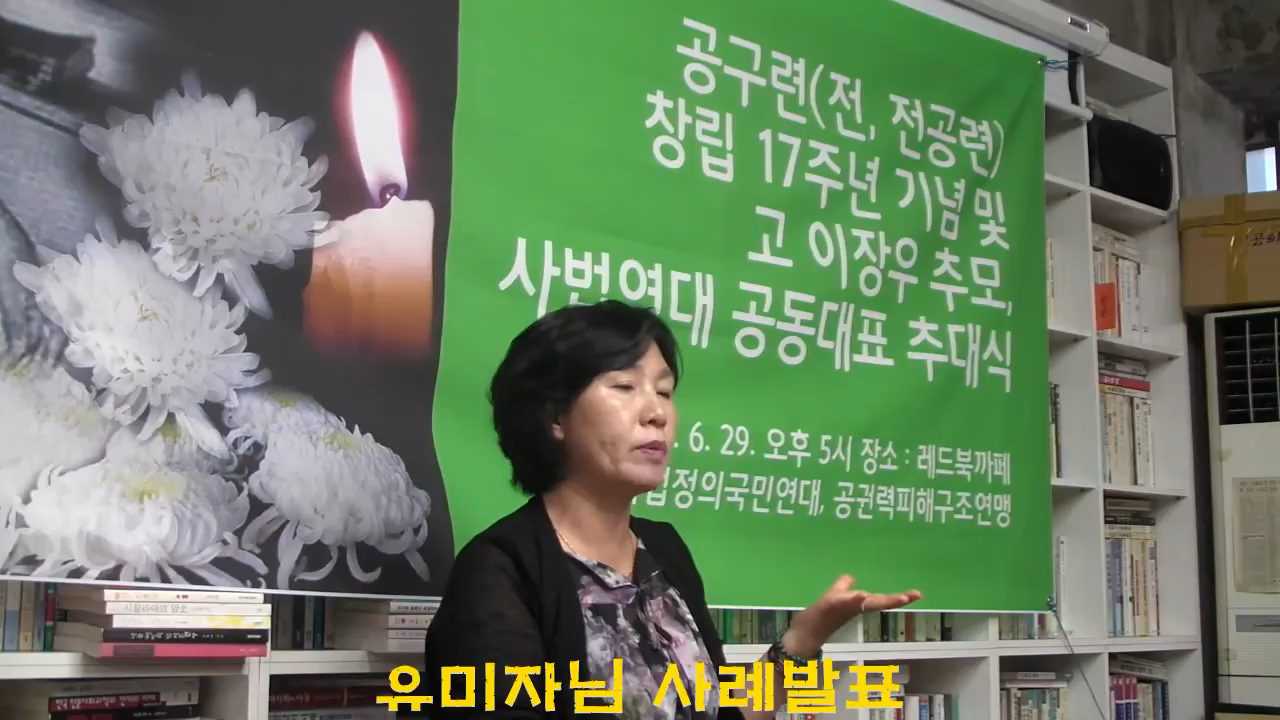 공구련(전, 전공련)
창립 17주년 기념 및
고 이장우 추모,
사법연대 공동대표 추대식
. 6. 29. 오후 5시 장소 : 레드북까페
법정의국민연대, 공권력피해구조연맹
유미자님 사례발표